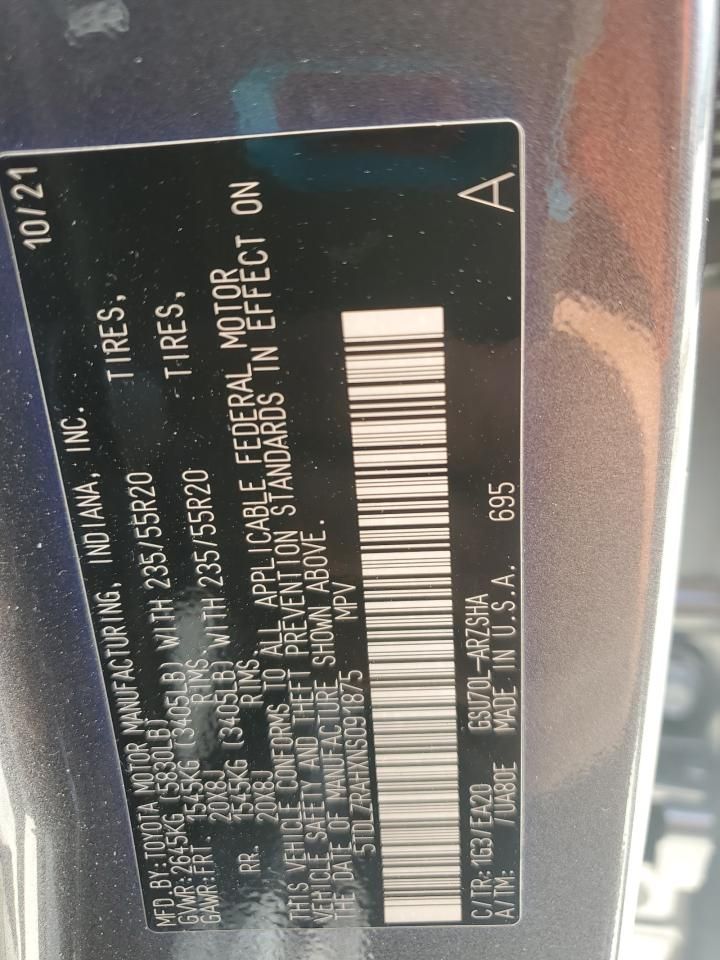 MFD BY:TOYOTA MOTOR MANUFACTURING, INDIANA, INC. 10/21
GVWR:2645KG (5830LB)
GAWR:FRT. 1545KG (3405LB) WITH 235/55R20 TIRES,
20X8J RIMS,
RR. 1545KG (3405LB) WITH 235/55R20 TIRES,
20X8J RIMS
THIS VEHICLE CONFORMS TO ALL APPLICABLE FEDERAL MOTOR
VEHICLE SAFETY AND THEFT PREVENTION STANDARDS IN EFFECT ON
THE DATE OF MANUFACTURE SHOWN ABOVE.
5TDZRAHXNS091875 MPV
C/TR:1G3/EA20 GSU70L-ARZSHA
A/TM: /UA80E MADE IN U.S.A. 695 A